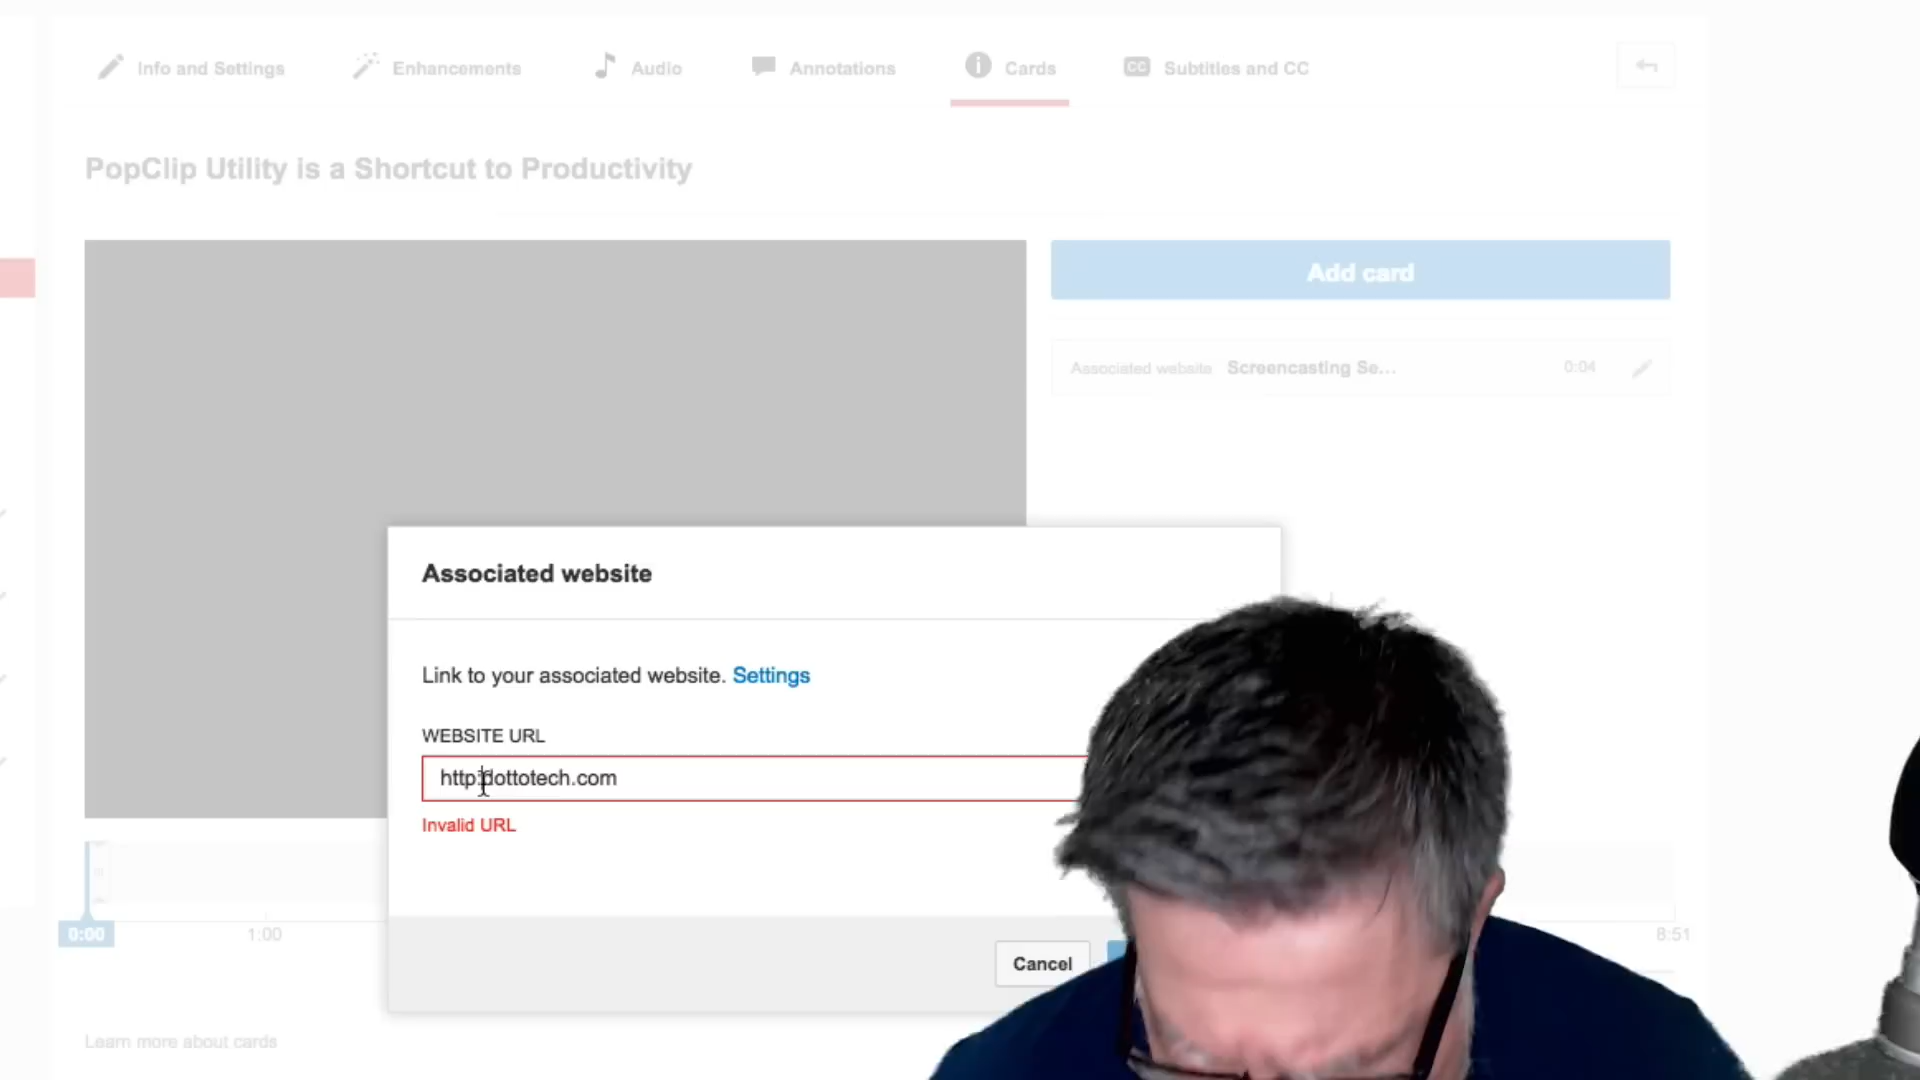 Info and Settings
Enhancements
Audio
Annotations
Cards
CC Subtitles and CC
PopClip Utility is a Shortcut to Productivity
Add card
Associated website Screencasting Se... 0:04
Associated website
Link to your associated website. Settings
WEBSITE URL
http:dottotech.com
Invalid URL
0:00
1:00
8:51
Cancel
Learn more about cards